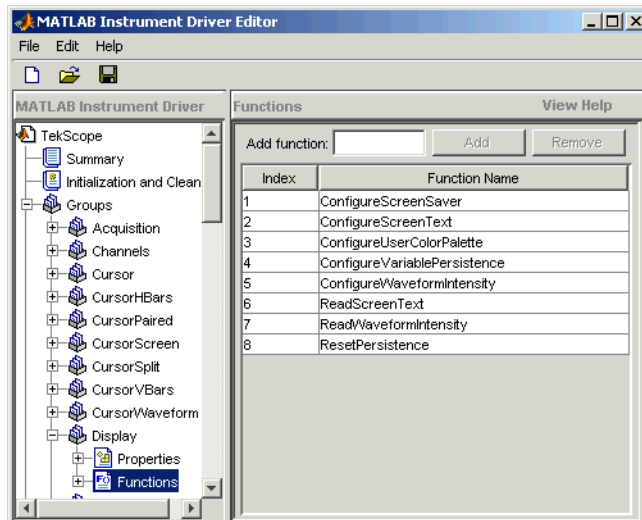 MATLAB Instrument Driver Editor
File Edit Help
MATLAB Instrument Driver
TekScope
Summary
Initialization and Clean
Groups
Acquisition
Channels
Cursor
CursorHBars
CursorPaired
CursorScreen
CursorSplit
CursorVBars
CursorWaveform
Display
Properties
Functions
Functions View Help
Add function: Add Remove
Index Function Name
1 ConfigureScreenSaver
2 ConfigureScreenText
3 ConfigureUserColorPalette
4 ConfigureVariablePersistence
5 ConfigureWaveformIntensity
6 ReadScreenText
7 ReadWaveformIntensity
8 ResetPersistence